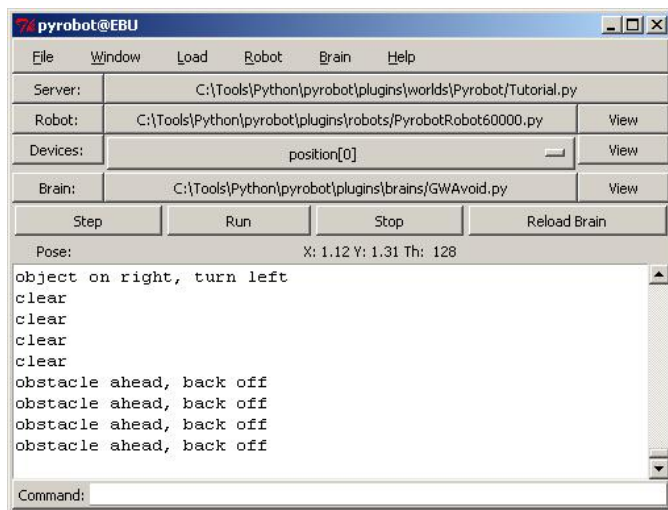 pyrobot@EBU
File Window Load Robot Brain Help
Server: C:\Tools\Python\pyrobot\plugins\worlds\Pyrobot/Tutorial.py
Robot: C:\Tools\Python\pyrobot\plugins\robots/PyrobotRobot60000.py View
Devices: position[0] View
Brain: C:\Tools\Python\pyrobot\plugins\brains/GWAvoid.py View
Step Run Stop Reload Brain
Pose: X: 1.12 Y: 1.31 Th: 128
object on right, turn left
clear
clear
clear
clear
obstacle ahead, back off
obstacle ahead, back off
obstacle ahead, back off
obstacle ahead, back off
Command: